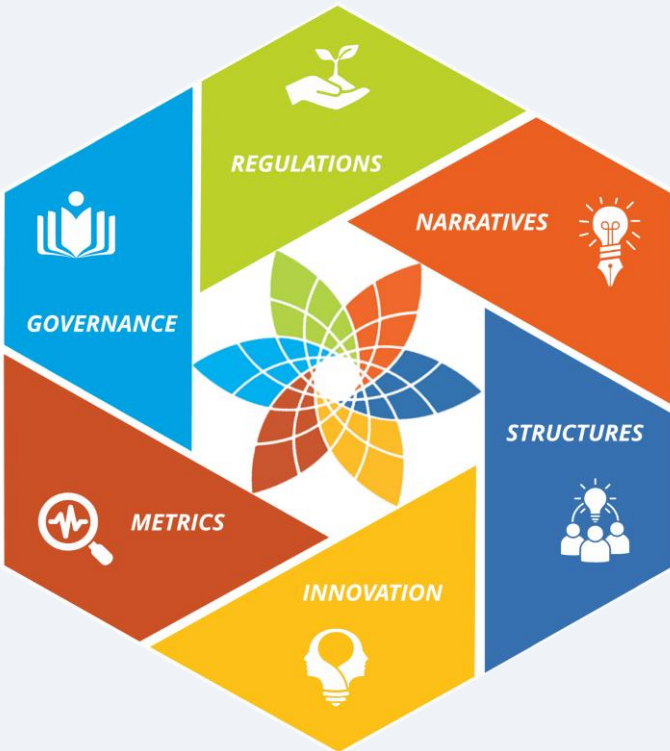 REGULATIONS
NARRATIVES
GOVERNANCE
STRUCTURES
METRICS
INNOVATION